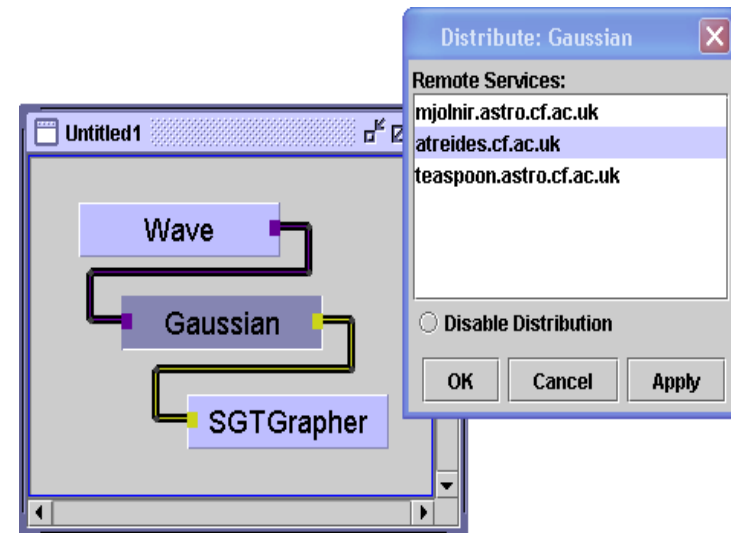 Distribute: Gaussian
Remote Services:
mjolnir.astro.cf.ac.uk
atreides.cf.ac.uk
teaspoon.astro.cf.ac.uk
Disable Distribution
OK Cancel Apply
Untitled1
Wave
Gaussian
SGTGrapher